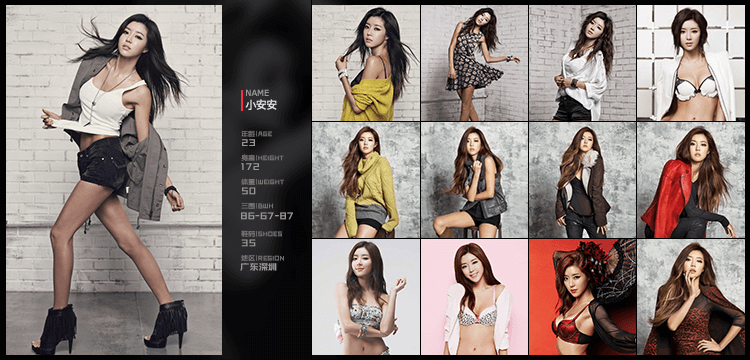 NAME
小安安
年龄|AGE
23
身高|HEIGHT
172
体重|WEIGHT
50
三围|BWH
86-67-87
鞋码|SHOES
35
地区|REGION
广东深圳